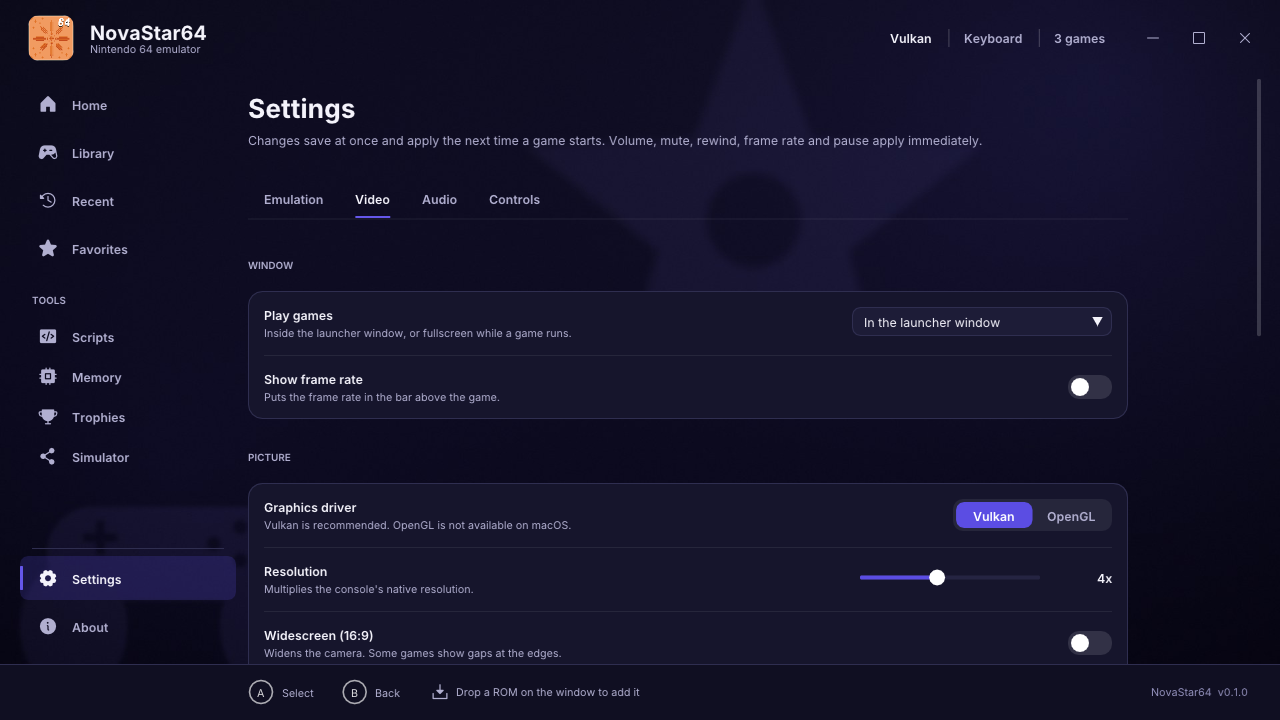 64
NovaStar64
Nintendo 64 emulator
Vulkan
Keyboard
3 games
Home
Library
Recent
Favorites
TOOLS
Scripts
Memory
Trophies
Simulator
Settings
About
Settings
Changes save at once and apply the next time a game starts. Volume, mute, rewind, frame rate and pause apply immediately.
Emulation
Video
Audio
Controls
WINDOW
Play games
Inside the launcher window, or fullscreen while a game runs.
In the launcher window
Show frame rate
Puts the frame rate in the bar above the game.
PICTURE
Graphics driver
Vulkan is recommended. OpenGL is not available on macOS.
Vulkan
OpenGL
Resolution
Multiplies the console's native resolution.
4x
Widescreen (16:9)
Widens the camera. Some games show gaps at the edges.
A
Select
B
Back
Drop a ROM on the window to add it
NovaStar64 v0.1.0